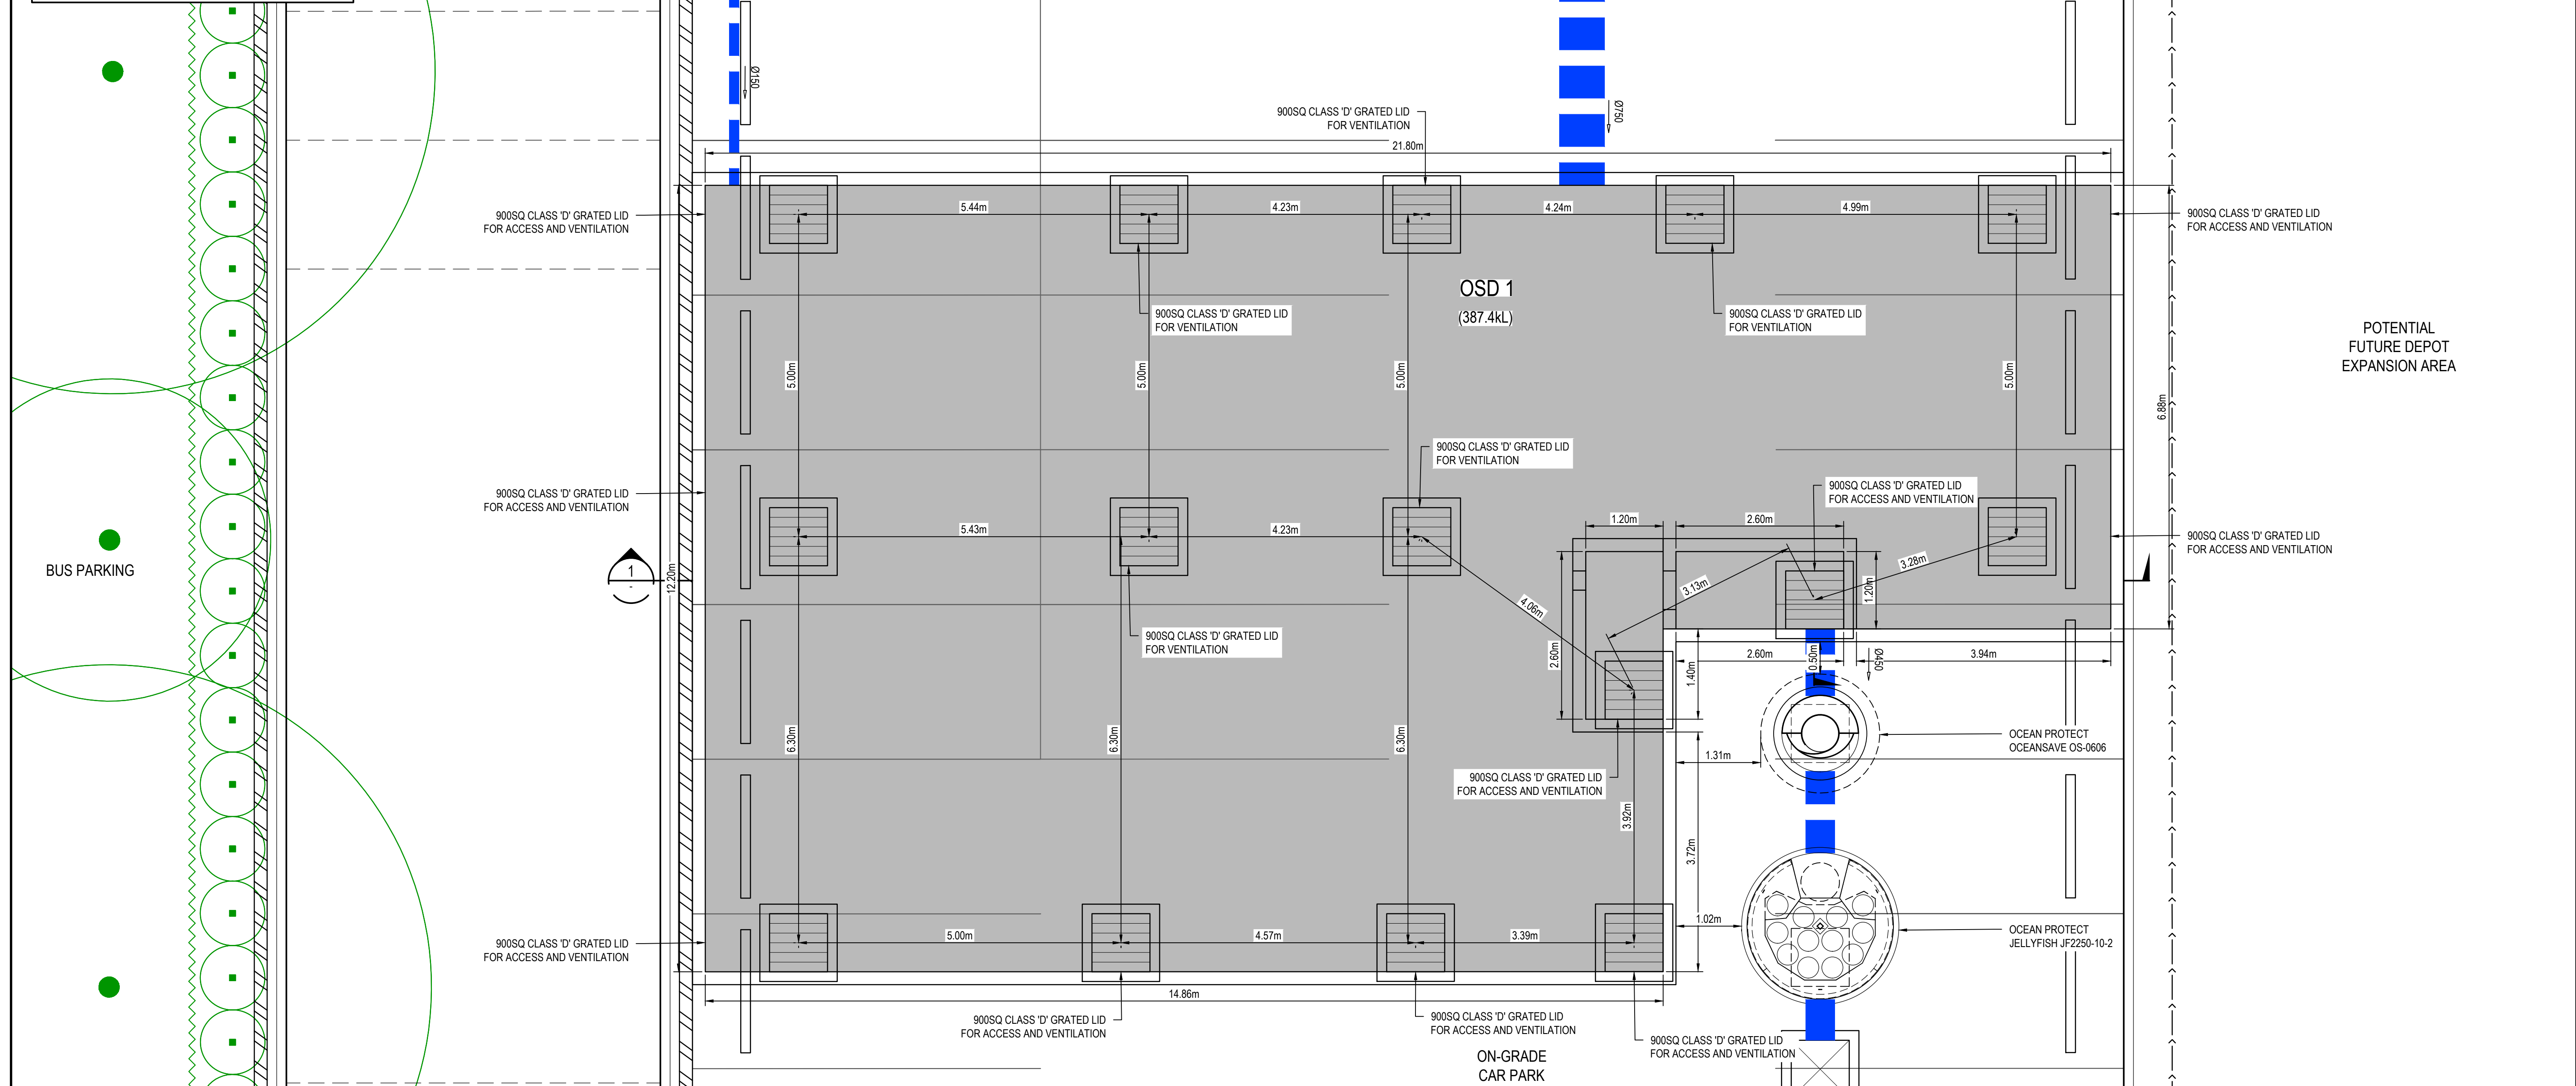 Ø150
Ø750
900SQ CLASS 'D' GRATED LID
FOR VENTILATION
21.80m
900SQ CLASS 'D' GRATED LID
FOR ACCESS AND VENTILATION
5.44m
4.23m
4.24m
4.99m
900SQ CLASS 'D' GRATED LID
FOR ACCESS AND VENTILATION
OSD 1
(387.4kL)
900SQ CLASS 'D' GRATED LID
FOR VENTILATION
900SQ CLASS 'D' GRATED LID
FOR VENTILATION
POTENTIAL
FUTURE DEPOT
EXPANSION AREA
5.00m
5.00m
5.00m
5.00m
6.88m
900SQ CLASS 'D' GRATED LID
FOR VENTILATION
900SQ CLASS 'D' GRATED LID
FOR ACCESS AND VENTILATION
900SQ CLASS 'D' GRATED LID
FOR ACCESS AND VENTILATION
1.20m
2.60m
5.43m
4.23m
900SQ CLASS 'D' GRATED LID
FOR ACCESS AND VENTILATION
BUS PARKING
1
-
12.20m
3.28m
3.13m
1.20m
4.06m
900SQ CLASS 'D' GRATED LID
FOR VENTILATION
2.60m
2.60m
0.50m
Ø450
3.94m
1.40m
6.30m
6.30m
6.30m
OCEAN PROTECT
OCEANSAVE OS-0606
1.31m
900SQ CLASS 'D' GRATED LID
FOR ACCESS AND VENTILATION
3.92m
3.72m
1.02m
OCEAN PROTECT
JELLYFISH JF2250-10-2
900SQ CLASS 'D' GRATED LID
FOR ACCESS AND VENTILATION
5.00m
4.57m
3.39m
14.86m
900SQ CLASS 'D' GRATED LID
FOR ACCESS AND VENTILATION
900SQ CLASS 'D' GRATED LID
FOR ACCESS AND VENTILATION
900SQ CLASS 'D' GRATED LID
FOR ACCESS AND VENTILATION
ON-GRADE
CAR PARK